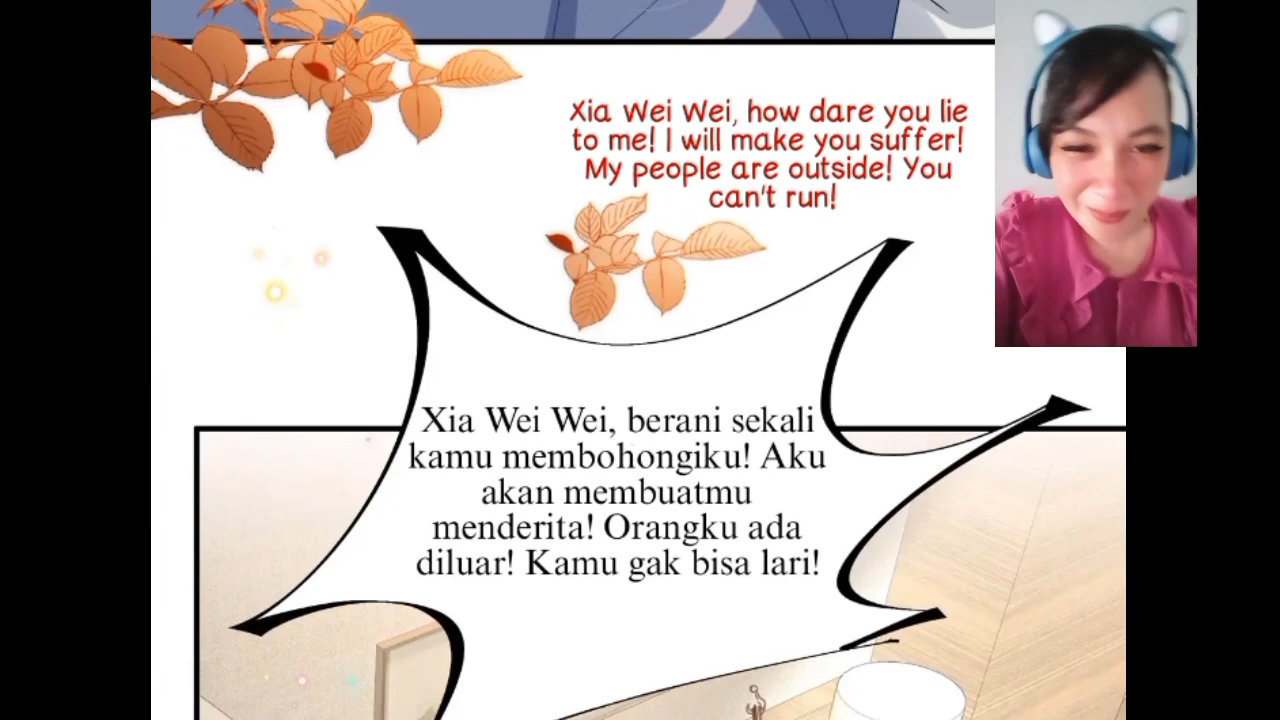 Xia Wei Wei, how dare you lie
to me! I will make you suffer!
My people are outside! You
can't run!
Xia Wei Wei, berani sekali
kamu membohongiku! Aku
akan membuatmu
menderita! Orangku ada
diluar! Kamu gak bisa lari!